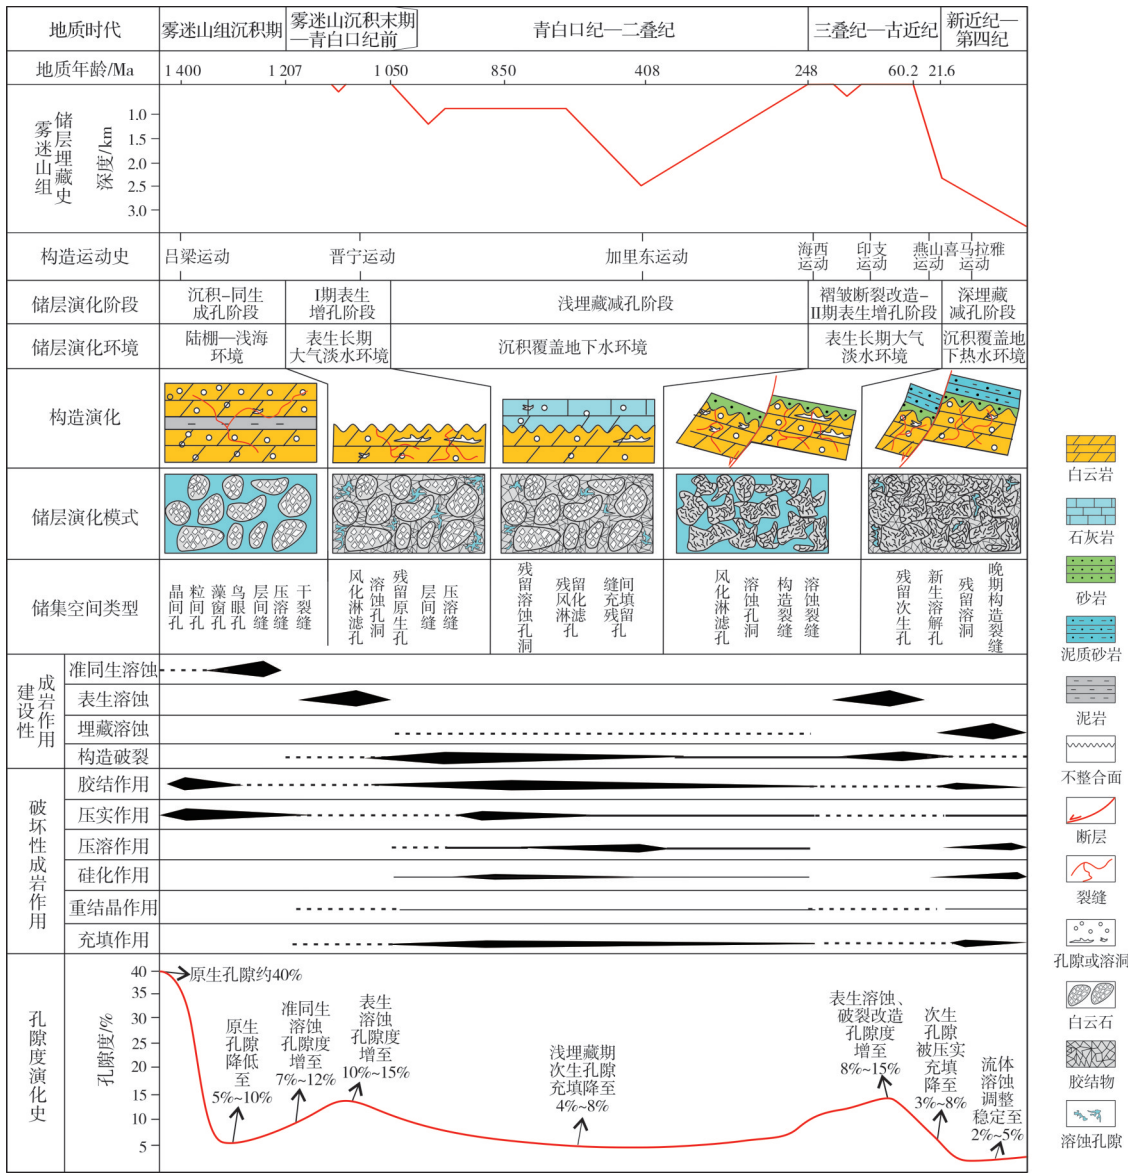 地质时代
雾迷山组沉积期
雾迷山沉积末期
—青白口纪前
青白口纪—二叠纪
三叠纪—古近纪
新近纪—
第四纪
地质年龄/Ma
1 400
1 207
1 050
850
408
248
60.2
21.6
雾迷山组
储层埋藏史
深度/km
1.0
1.5
2.0
2.5
3.0
构造运动史
吕梁运动
晋宁运动
加里东运动
海西
运动
印支
运动
燕山
运动
喜马拉雅
运动
储层演化阶段
沉积–同生
成孔阶段
I期表生
增孔阶段
浅埋藏减孔阶段
褶皱断裂改造–
II期表生增孔阶段
深埋藏
减孔阶段
储层演化环境
陆棚—浅海
环境
表生长期
大气淡水环境
沉积覆盖地下水环境
表生长期大气
淡水环境
沉积覆盖地
下热水环境
构造演化
储层演化模式
储集空间类型
晶间孔
粒间孔
藻窗孔
鸟眼孔
层间缝
压溶缝
干裂缝
风化淋滤孔
溶蚀孔洞
残留原生孔
层间缝
压溶缝
残留溶蚀孔洞
残留风化淋滤孔
缝间充填残留孔
风化淋滤孔
溶蚀孔洞
构造裂缝
溶蚀裂缝
残留次生孔
新生溶解孔
残留溶洞
晚期构造裂缝
建设性
成岩作用
准同生溶蚀
表生溶蚀
埋藏溶蚀
构造破裂
破坏性成岩作用
胶结作用
压实作用
压溶作用
硅化作用
重结晶作用
充填作用
孔隙度演化史
孔隙度/%
40
35
30
25
20
15
10
5
原生孔隙约40%
原生
孔隙
降低
至
5%~10%
准同生
溶蚀
孔隙度
增至
7%~12%
表生
溶蚀
孔隙度
增至
10%~15%
浅埋藏期
次生孔隙
充填降至
4%~8%
表生溶蚀、
破裂改造
孔隙度
增至
8%~15%
次生
孔隙
被压实
充填
降至
3%~8%
流体
溶蚀
调整
稳定至
2%~5%
白云岩
石灰岩
砂岩
泥质砂岩
泥岩
不整合面
断层
裂缝
孔隙或溶洞
白云石
胶结物
溶蚀孔隙